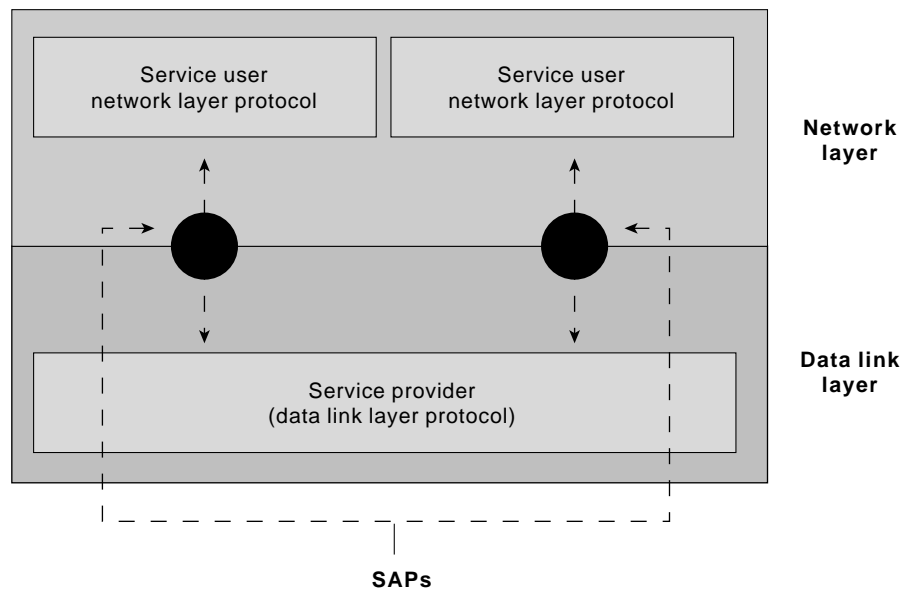 Service user
network layer protocol
Service user
network layer protocol
Network
layer
Service provider
(data link layer protocol)
Data link
layer
SAPs